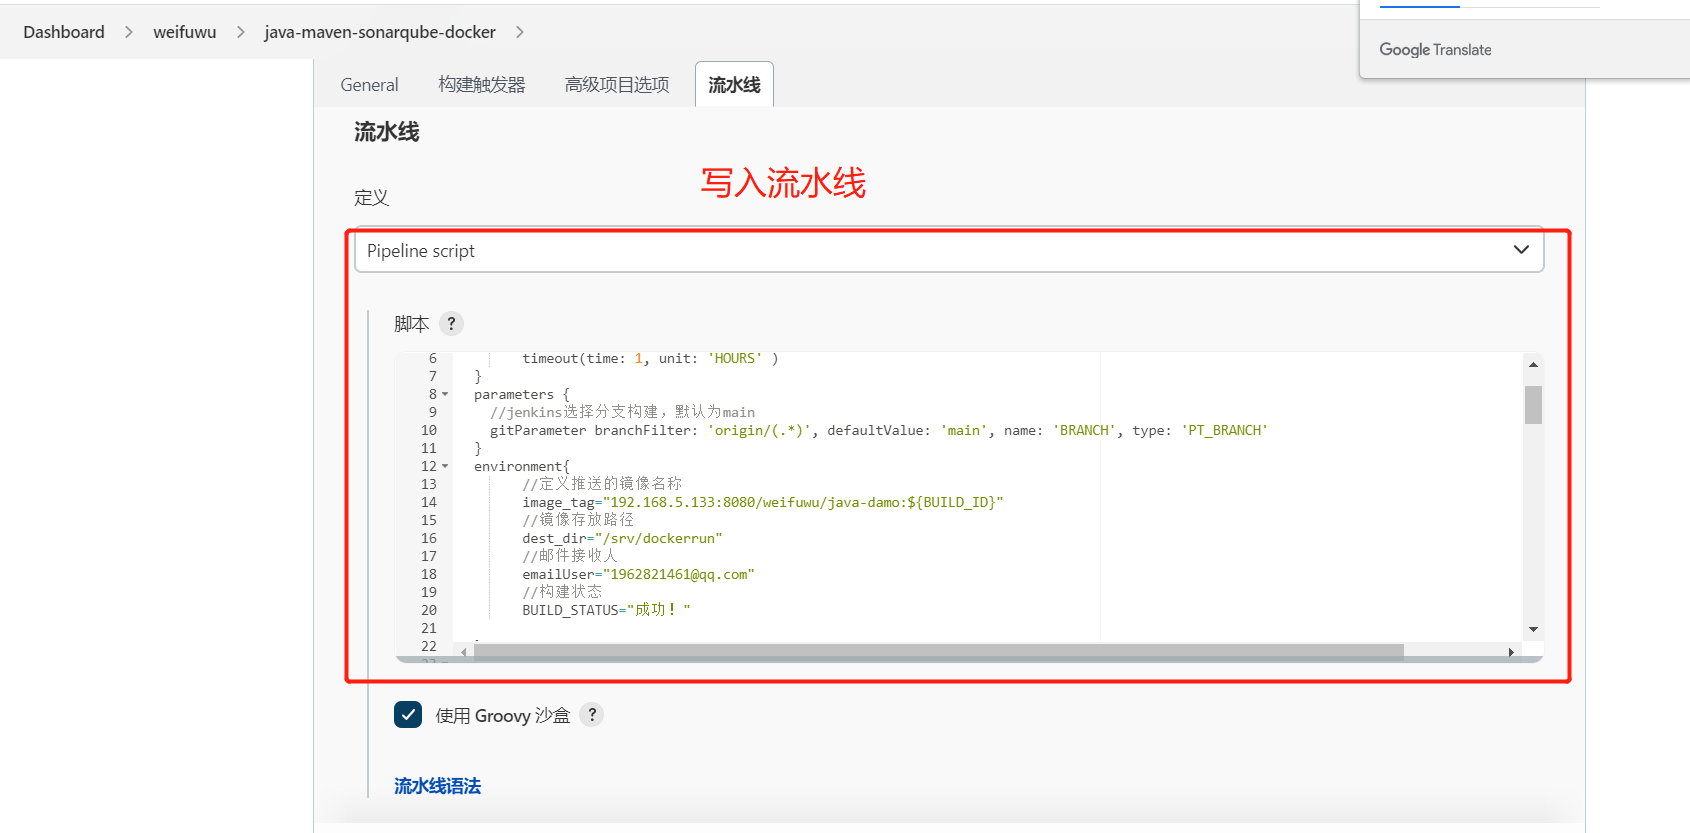 Google Translate
Dashboard > weifuwu > java-maven-sonarqube-docker >
General 构建触发器 高级项目选项 流水线
流水线
写入流水线
定义
Pipeline script
脚本 ?
6 timeout(time: 1, unit: 'HOURS' )
7 }
8 parameters {
9 //jenkins选择分支构建，默认为main
10 gitParameter branchFilter: 'origin/(.*)', defaultValue: 'main', name: 'BRANCH', type: 'PT_BRANCH'
11 }
12 environment{
13 //定义推送的镜像名称
14 image_tag="192.168.5.133:8080/weifuwu/java-damo:${BUILD_ID}"
15 //镜像存放路径
16 dest_dir="/srv/dockerrun"
17 //邮件接收人
18 emailUser="1962821461@qq.com"
19 //构建状态
20 BUILD_STATUS="成功！"
21
22
使用 Groovy 沙盒 ?
流水线语法